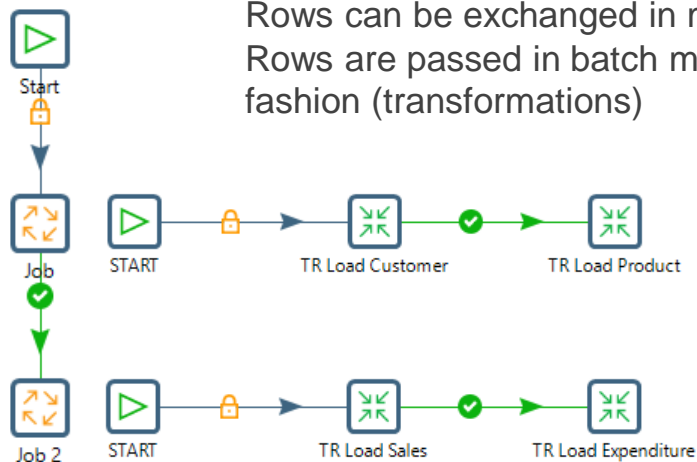 Rows can be exchanged in
Rows are passed in batch
fashion (transformations)
Start
Job
START
TR Load Customer
TR Load Product
Job 2
START
TR Load Sales
TR Load Expenditure